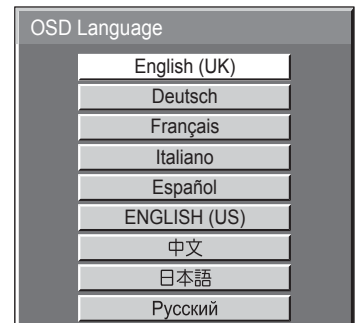 OSD Language
English (UK)
Deutsch
Français
Italiano
Español
ENGLISH (US)
中文
日本語
Русский